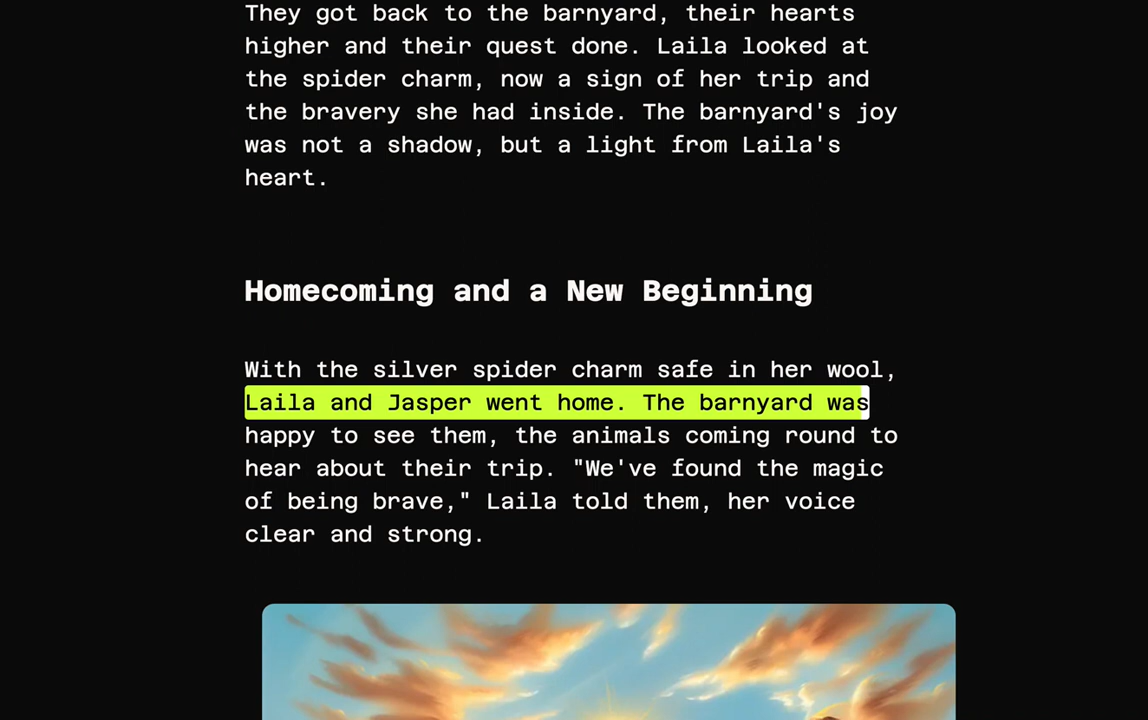 They got back to the barnyard, their hearts
higher and their quest done. Laila looked at
the spider charm, now a sign of her trip and
the bravery she had inside. The barnyard's joy
was not a shadow, but a light from Laila's
heart.
Homecoming and a New Beginning
With the silver spider charm safe in her wool,
Laila and Jasper went home. The barnyard was
happy to see them, the animals coming round to
hear about their trip. "We've found the magic
of being brave," Laila told them, her voice
clear and strong.